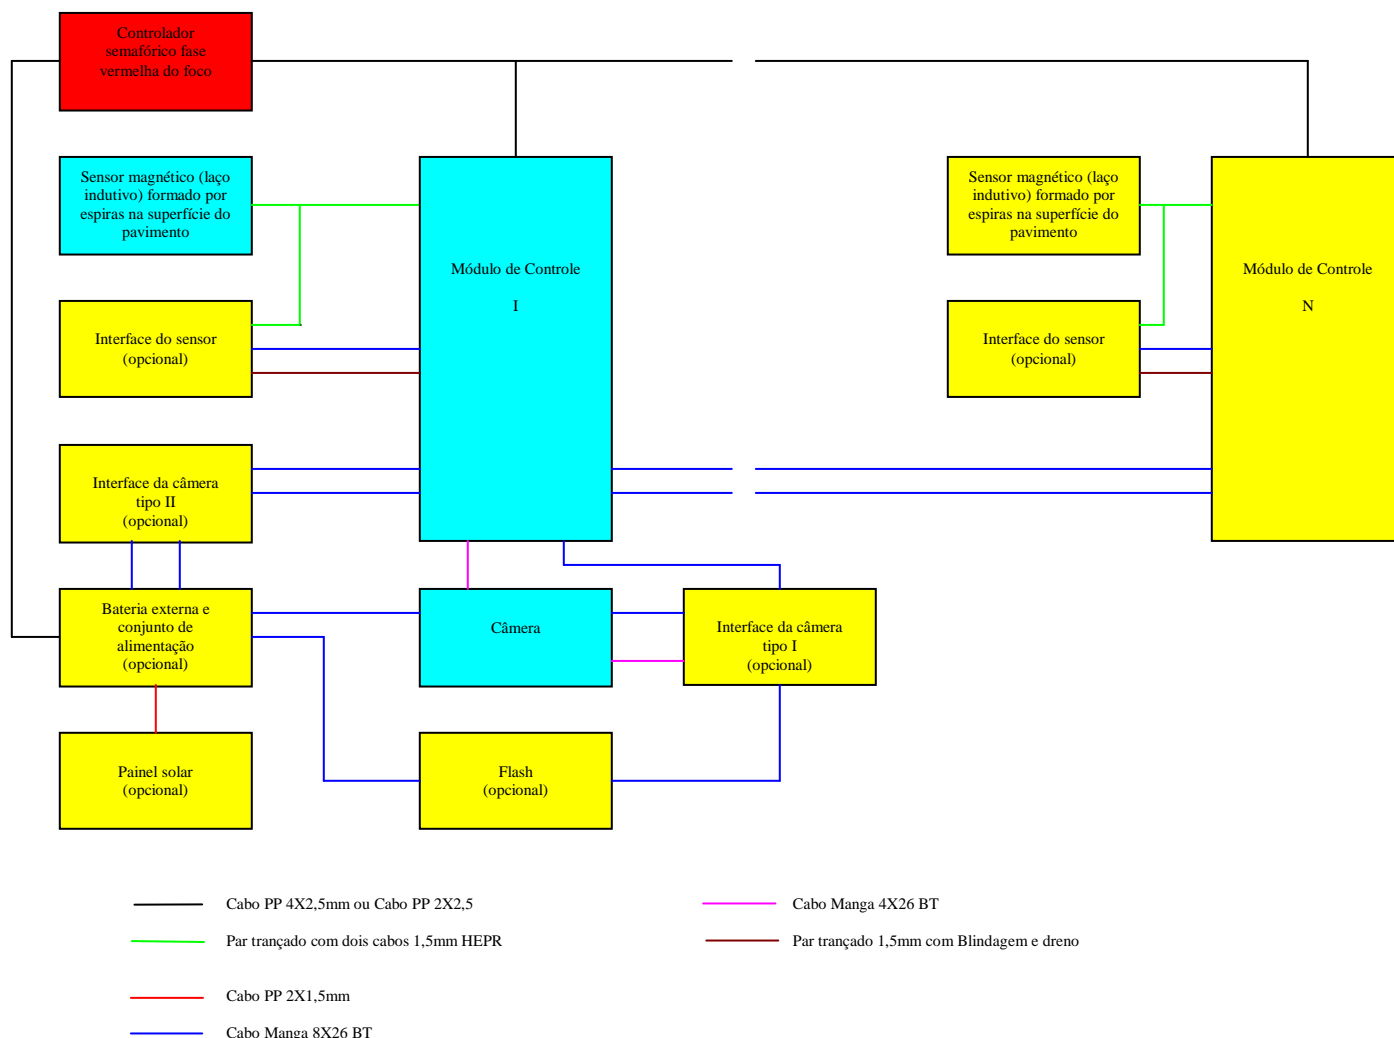 Controlador
semafórico fase
vermelha do foco
Sensor magnético (laço
indutivo) formado por
espiras na superfície do
pavimento
Módulo de Controle
I
Sensor magnético (laço
indutivo) formado por
espiras na superfície do
pavimento
Módulo de Controle
N
Interface do sensor
(opcional)
Interface do sensor
(opcional)
Interface da câmera
tipo II
(opcional)
Bateria externa e
conjunto de
alimentação
(opcional)
Câmera
Interface da câmera
tipo I
(opcional)
Painel solar
(opcional)
Flash
(opcional)
Cabo PP 4X2,5mm ou Cabo PP 2X2,5
Cabo Manga 4X26 BT
Par trançado com dois cabos 1,5mm HEPR
Par trançado 1,5mm com Blindagem e dreno
Cabo PP 2X1,5mm
Cabo Manga 8X26 BT